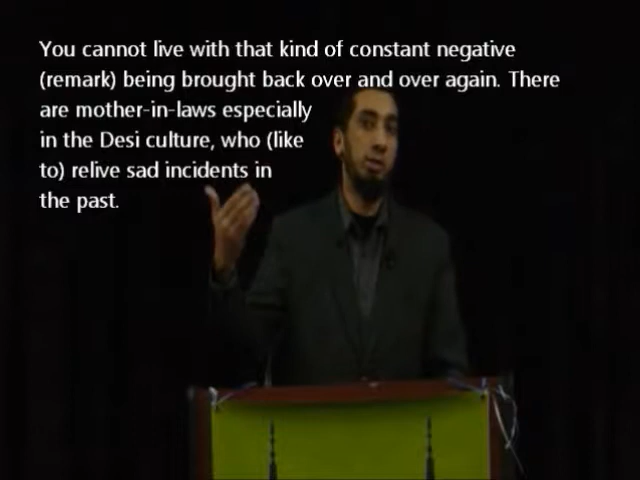 You cannot live with that kind of constant negative
(remark) being brought back over and over again. There
are mother-in-laws especially
in the Desi culture, who (like
to) relive sad incidents in
the past.